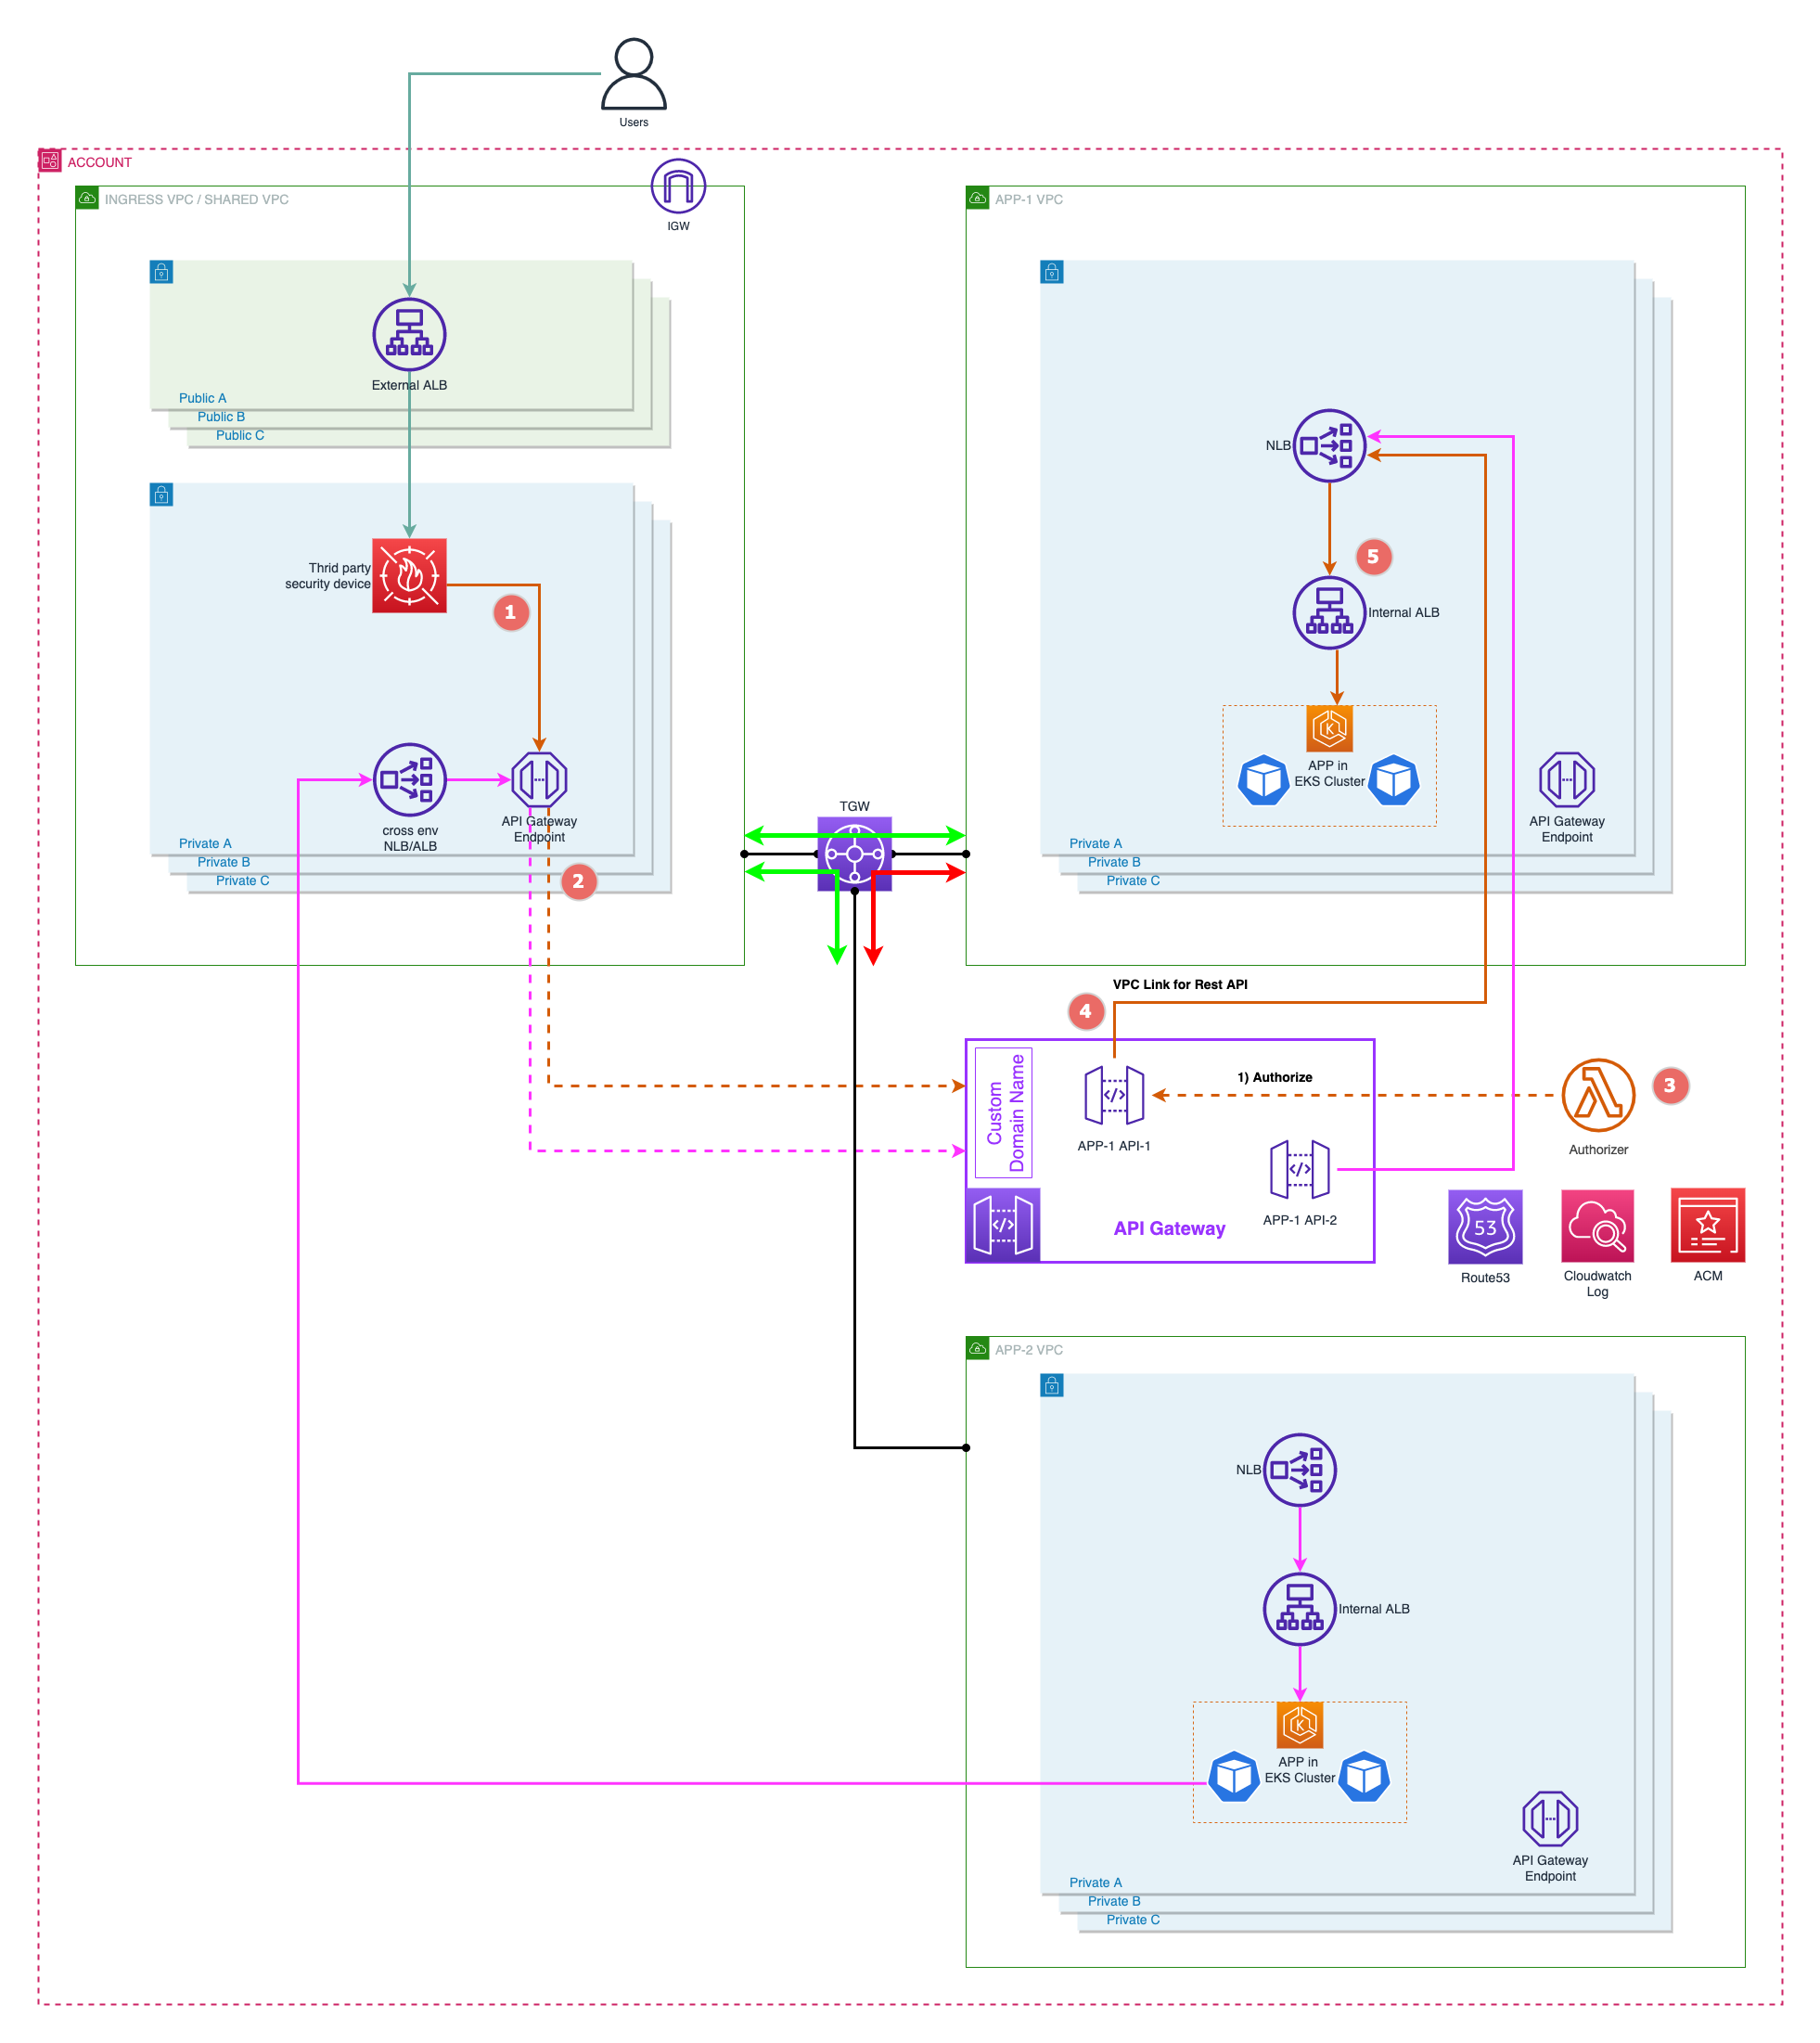 Users
ACCOUNT
INGRESS VPC / SHARED VPC
IGW
External ALB
Public A
Public B
Public C
Thrid party
security device
1
cross env
NLB/ALB
API Gateway
Endpoint
Private A
Private B
Private C
2
TGW
APP-1 VPC
NLB
5
Internal ALB
K
APP in
EKS Cluster
API Gateway
Endpoint
Private A
Private B
Private C
VPC Link for Rest API
4
Custom
Domain Name
</>
APP-1 API-1
1) Authorize
3
Authorizer
</>
APP-1 API-2
</>
API Gateway
53
Route53
Cloudwatch
Log
ACM
APP-2 VPC
NLB
Internal ALB
K
APP in
EKS Cluster
API Gateway
Endpoint
Private A
Private B
Private C